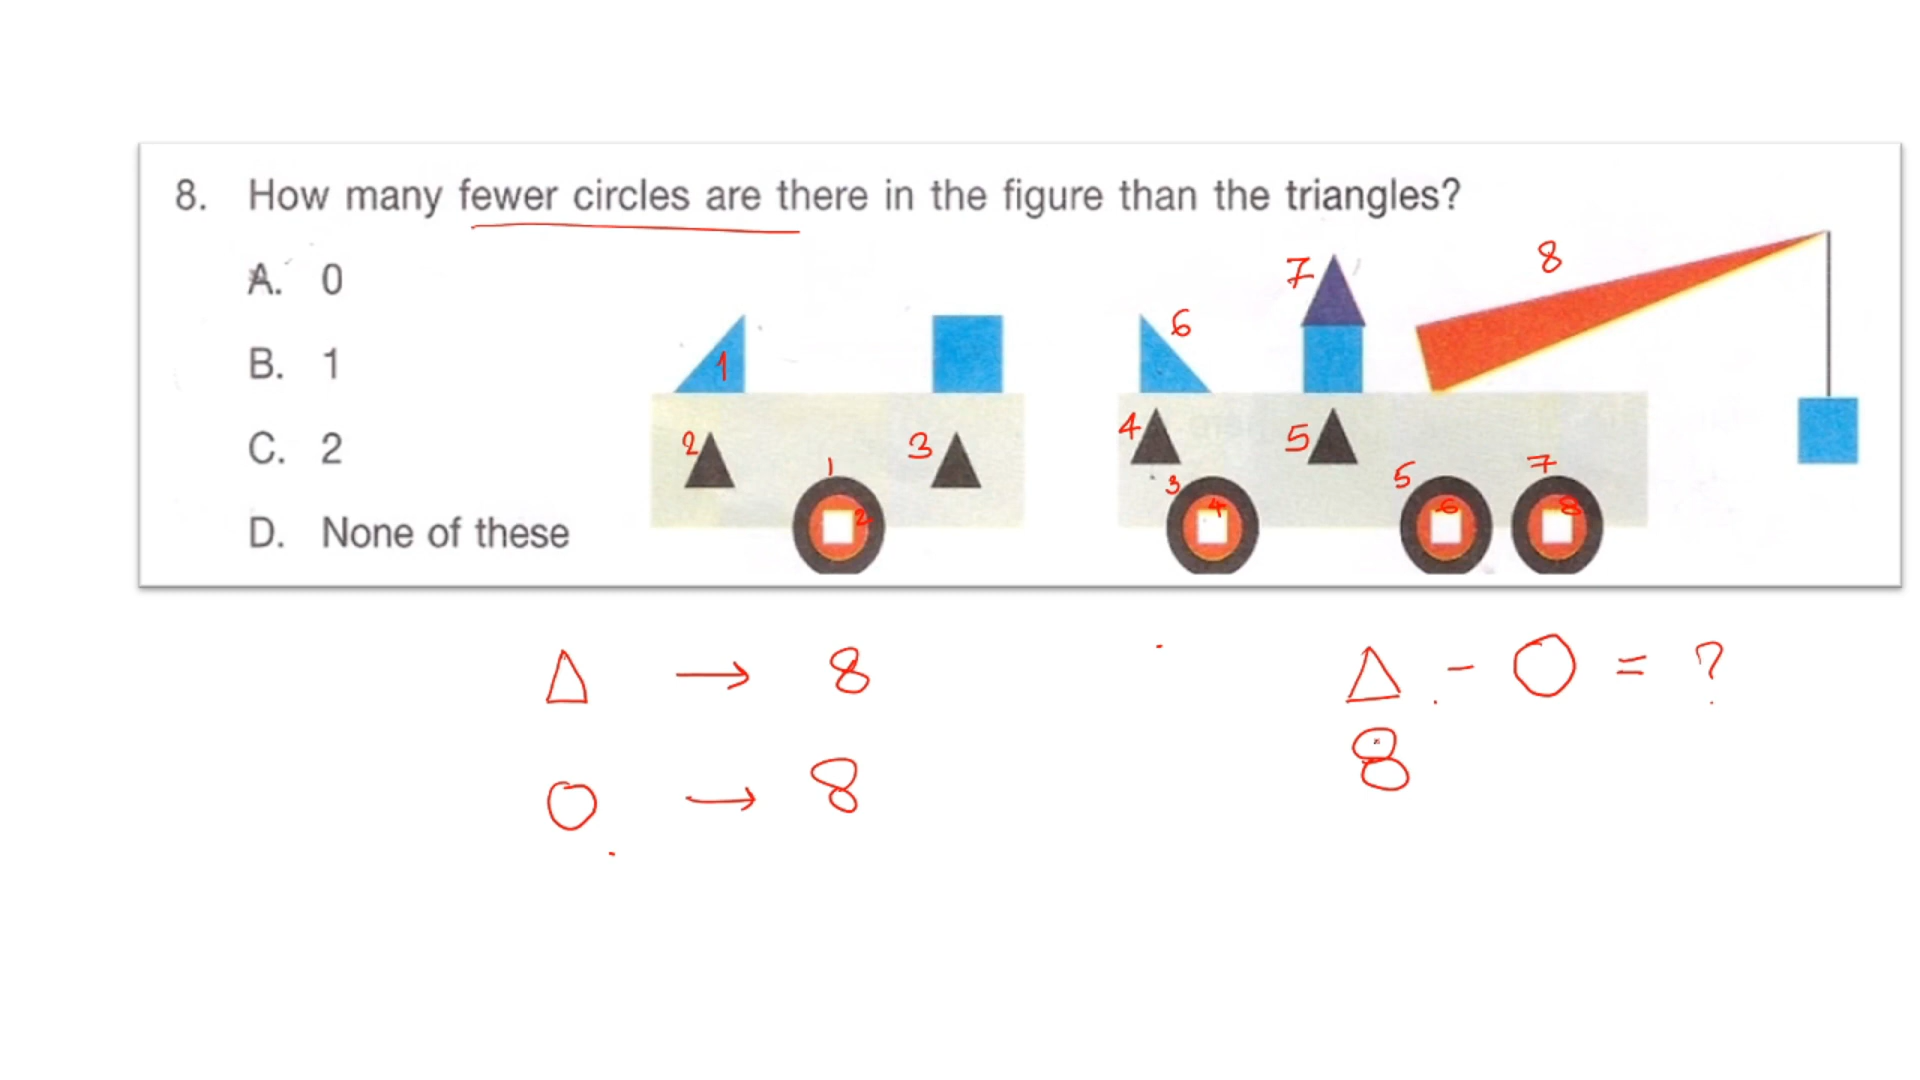 8. How many fewer circles are there in the figure than the triangles?
A. 0
B. 1
C. 2
D. None of these
1
2
3
4
5
6
7
8
1
2
3
4
5
6
7
8
Δ → 8
O → 8
Δ - O = ?
8